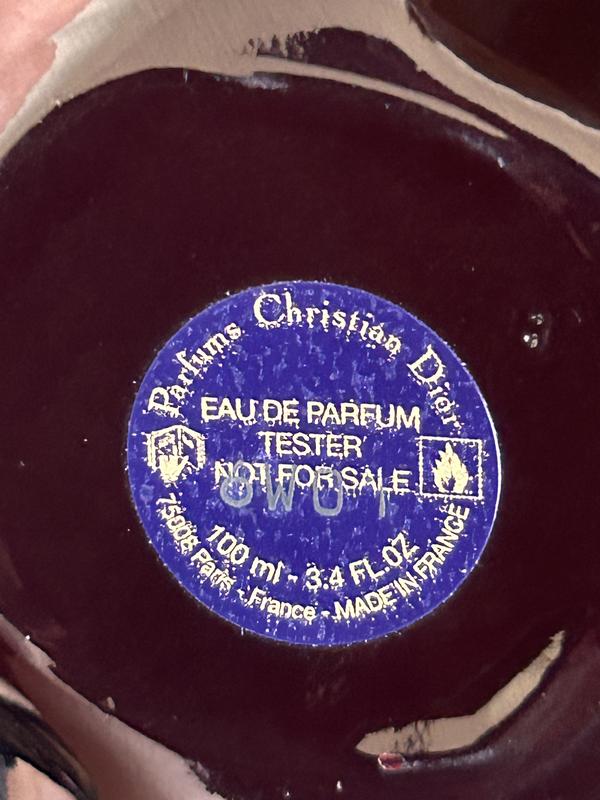 Parfums Christian Dior
EAU DE PARFUM
TESTER
NOT FOR SALE
8W01
100 ml - 3.4 FL.OZ
75008 Paris - France - MADE IN FRANCE